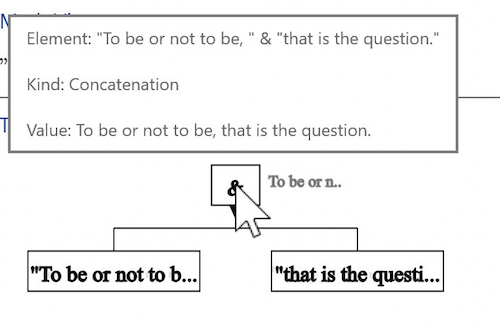 Element: "To be or not to be, " & "that is the question."
Kind: Concatenation
Value: To be or not to be, that is the question.
& To be or n..
"To be or not to b... "that is the questi...